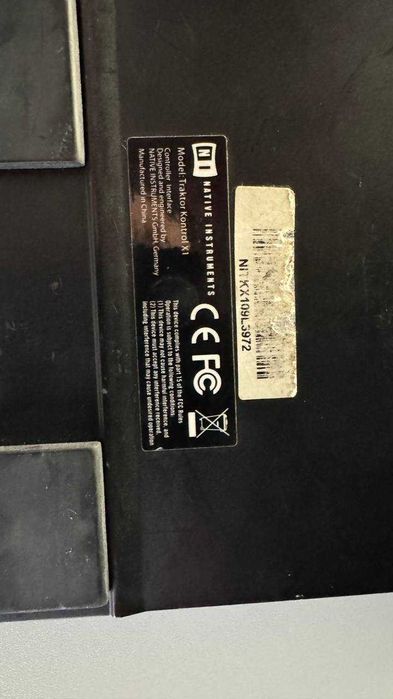 NI NATIVE INSTRUMENTS
Model: Traktor Kontrol X1
Controller Interface
Designed and engineered by
NATIVE INSTRUMENTS GmbH, Germany
Manufactured in China
CE FC
This device complies with part 15 of the FCC Rules
Operation is subject to the following conditions:
(1) This device may not cause harmful interference, and
(2) This device must accept any interference received,
including interference that may cause undesired operation